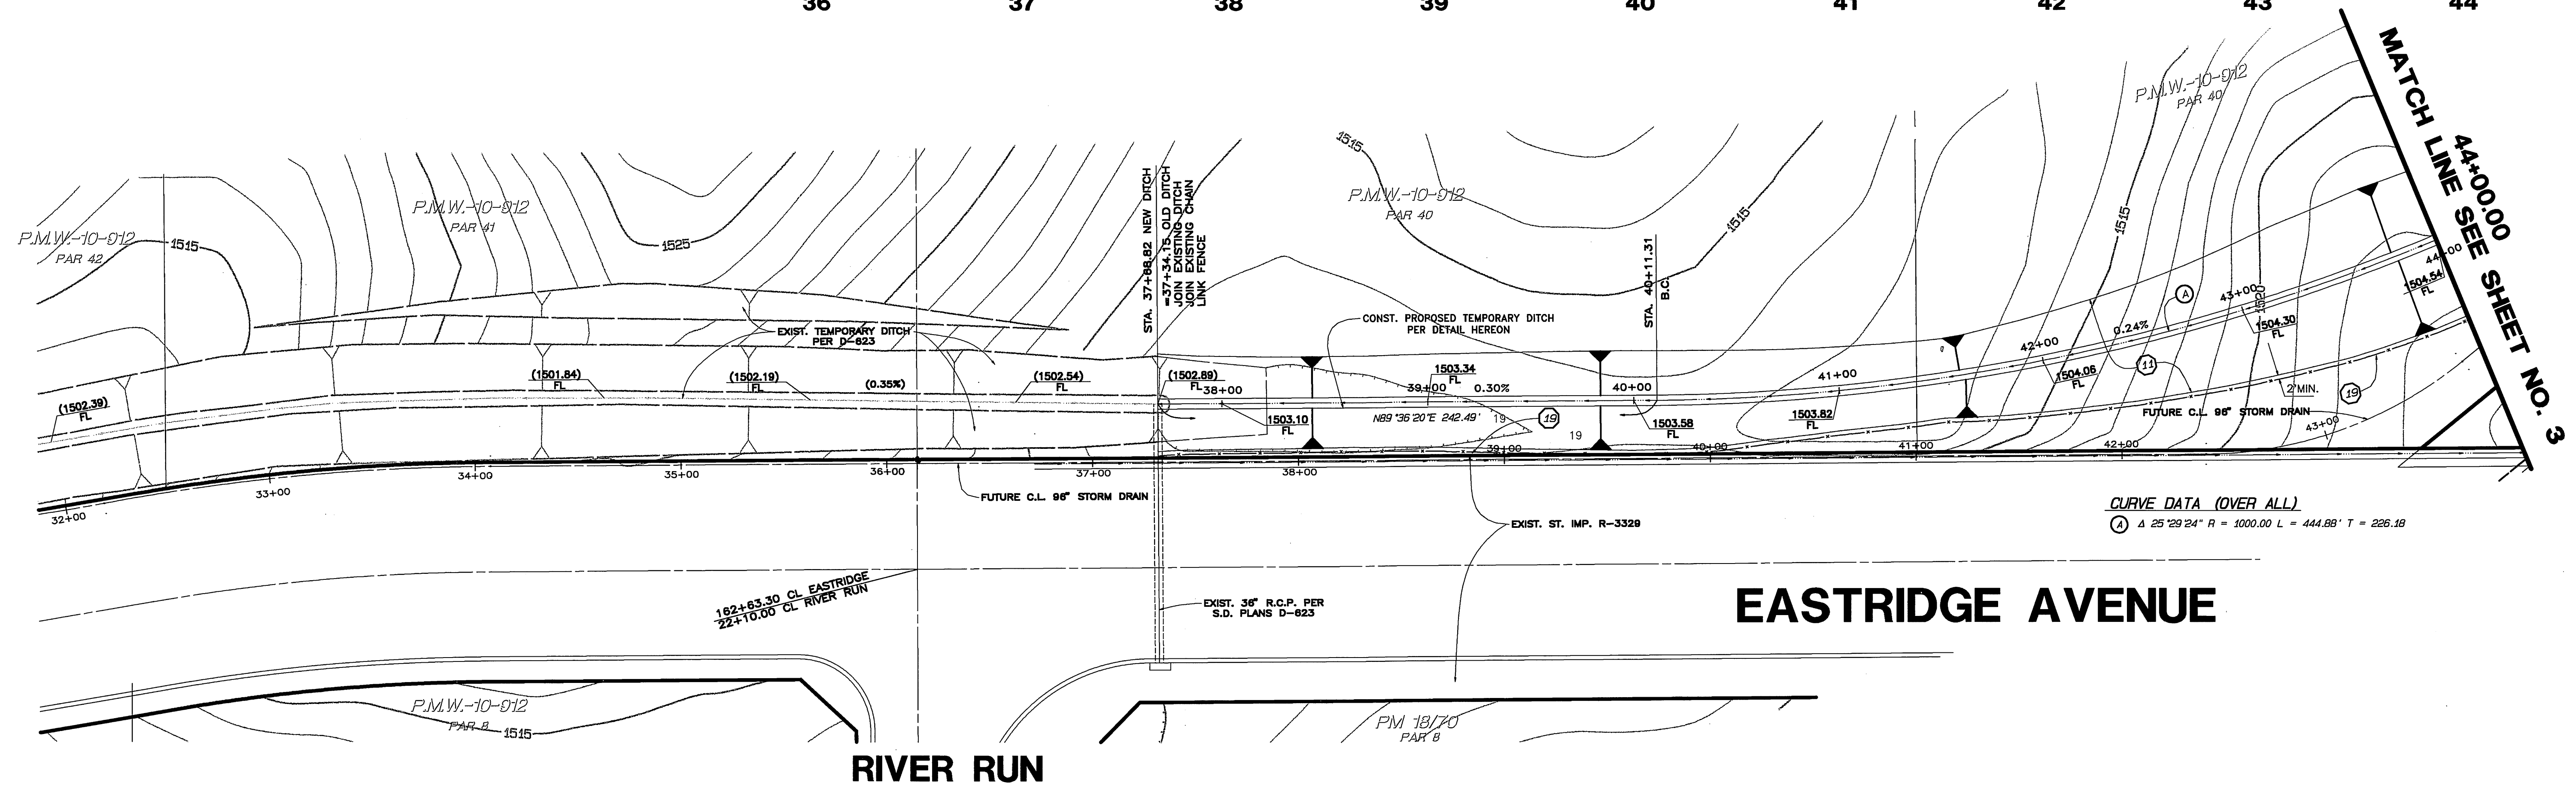 36 37 38 39 40 41 42 43 44
MATCH LINE SEE SHEET NO. 3
44+00.00
P.M.W.-10-912
PAR 40
P.M.W.-10-912
PAR 42
1515
P.M.W.-10-912
PAR 41
1525
STA. 37+68.82 NEW DITCH
=37+34.15 OLD DITCH
JOIN EXISTING DITCH
JOIN EXISTING CHAIN
LINK FENCE
1515
P.M.W.-10-912
PAR 40
1515
STA. 40+11.31
B.C.
1515
1520
EXIST. TEMPORARY DITCH
PER D-623
CONST. PROPOSED TEMPORARY DITCH
PER DETAIL HEREON
A
43+00
44+00
1504.54
FL
1504.30
FL
0.24%
42+00
1504.06
FL
11
2'MIN.
19
FUTURE C.L. 96" STORM DRAIN
43+00
(1502.39)
FL
(1501.84)
FL
(1502.19)
FL
(0.35%)
(1502.54)
FL
(1502.89)
FL
38+00
1503.10
FL
1503.34
FL
39+00
0.30%
N89°36'20"E 242.49'
19
19
19
40+00
1503.58
FL
41+00
1503.82
FL
32+00
33+00
34+00
35+00
36+00
37+00
38+00
39+00
40+00
41+00
42+00
FUTURE C.L. 96" STORM DRAIN
EXIST. ST. IMP. R-3329
CURVE DATA (OVER ALL)
A Δ 25°29'24" R = 1000.00 L = 444.88' T = 226.18
162+63.30 CL EASTRIDGE
22+10.00 CL RIVER RUN
EXIST. 36" R.C.P. PER
S.D. PLANS D-623
EASTRIDGE AVENUE
P.M.W.-10-912
PAR 8
1515
PM 18/70
PAR 8
RIVER RUN